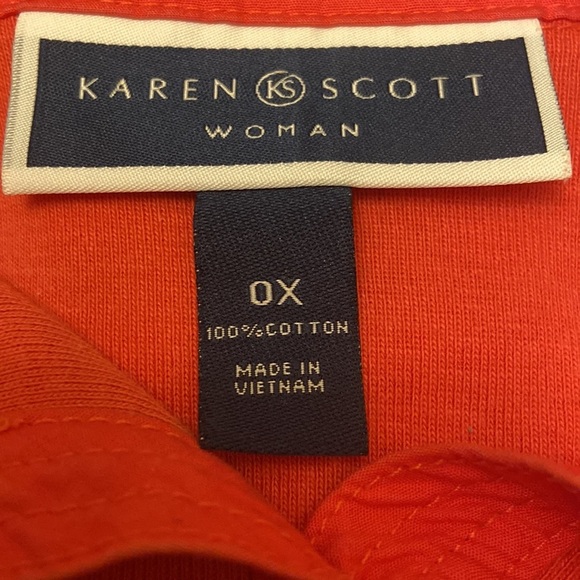 KAREN KS SCOTT
WOMAN
0X
100% COTTON
MADE IN
VIETNAM